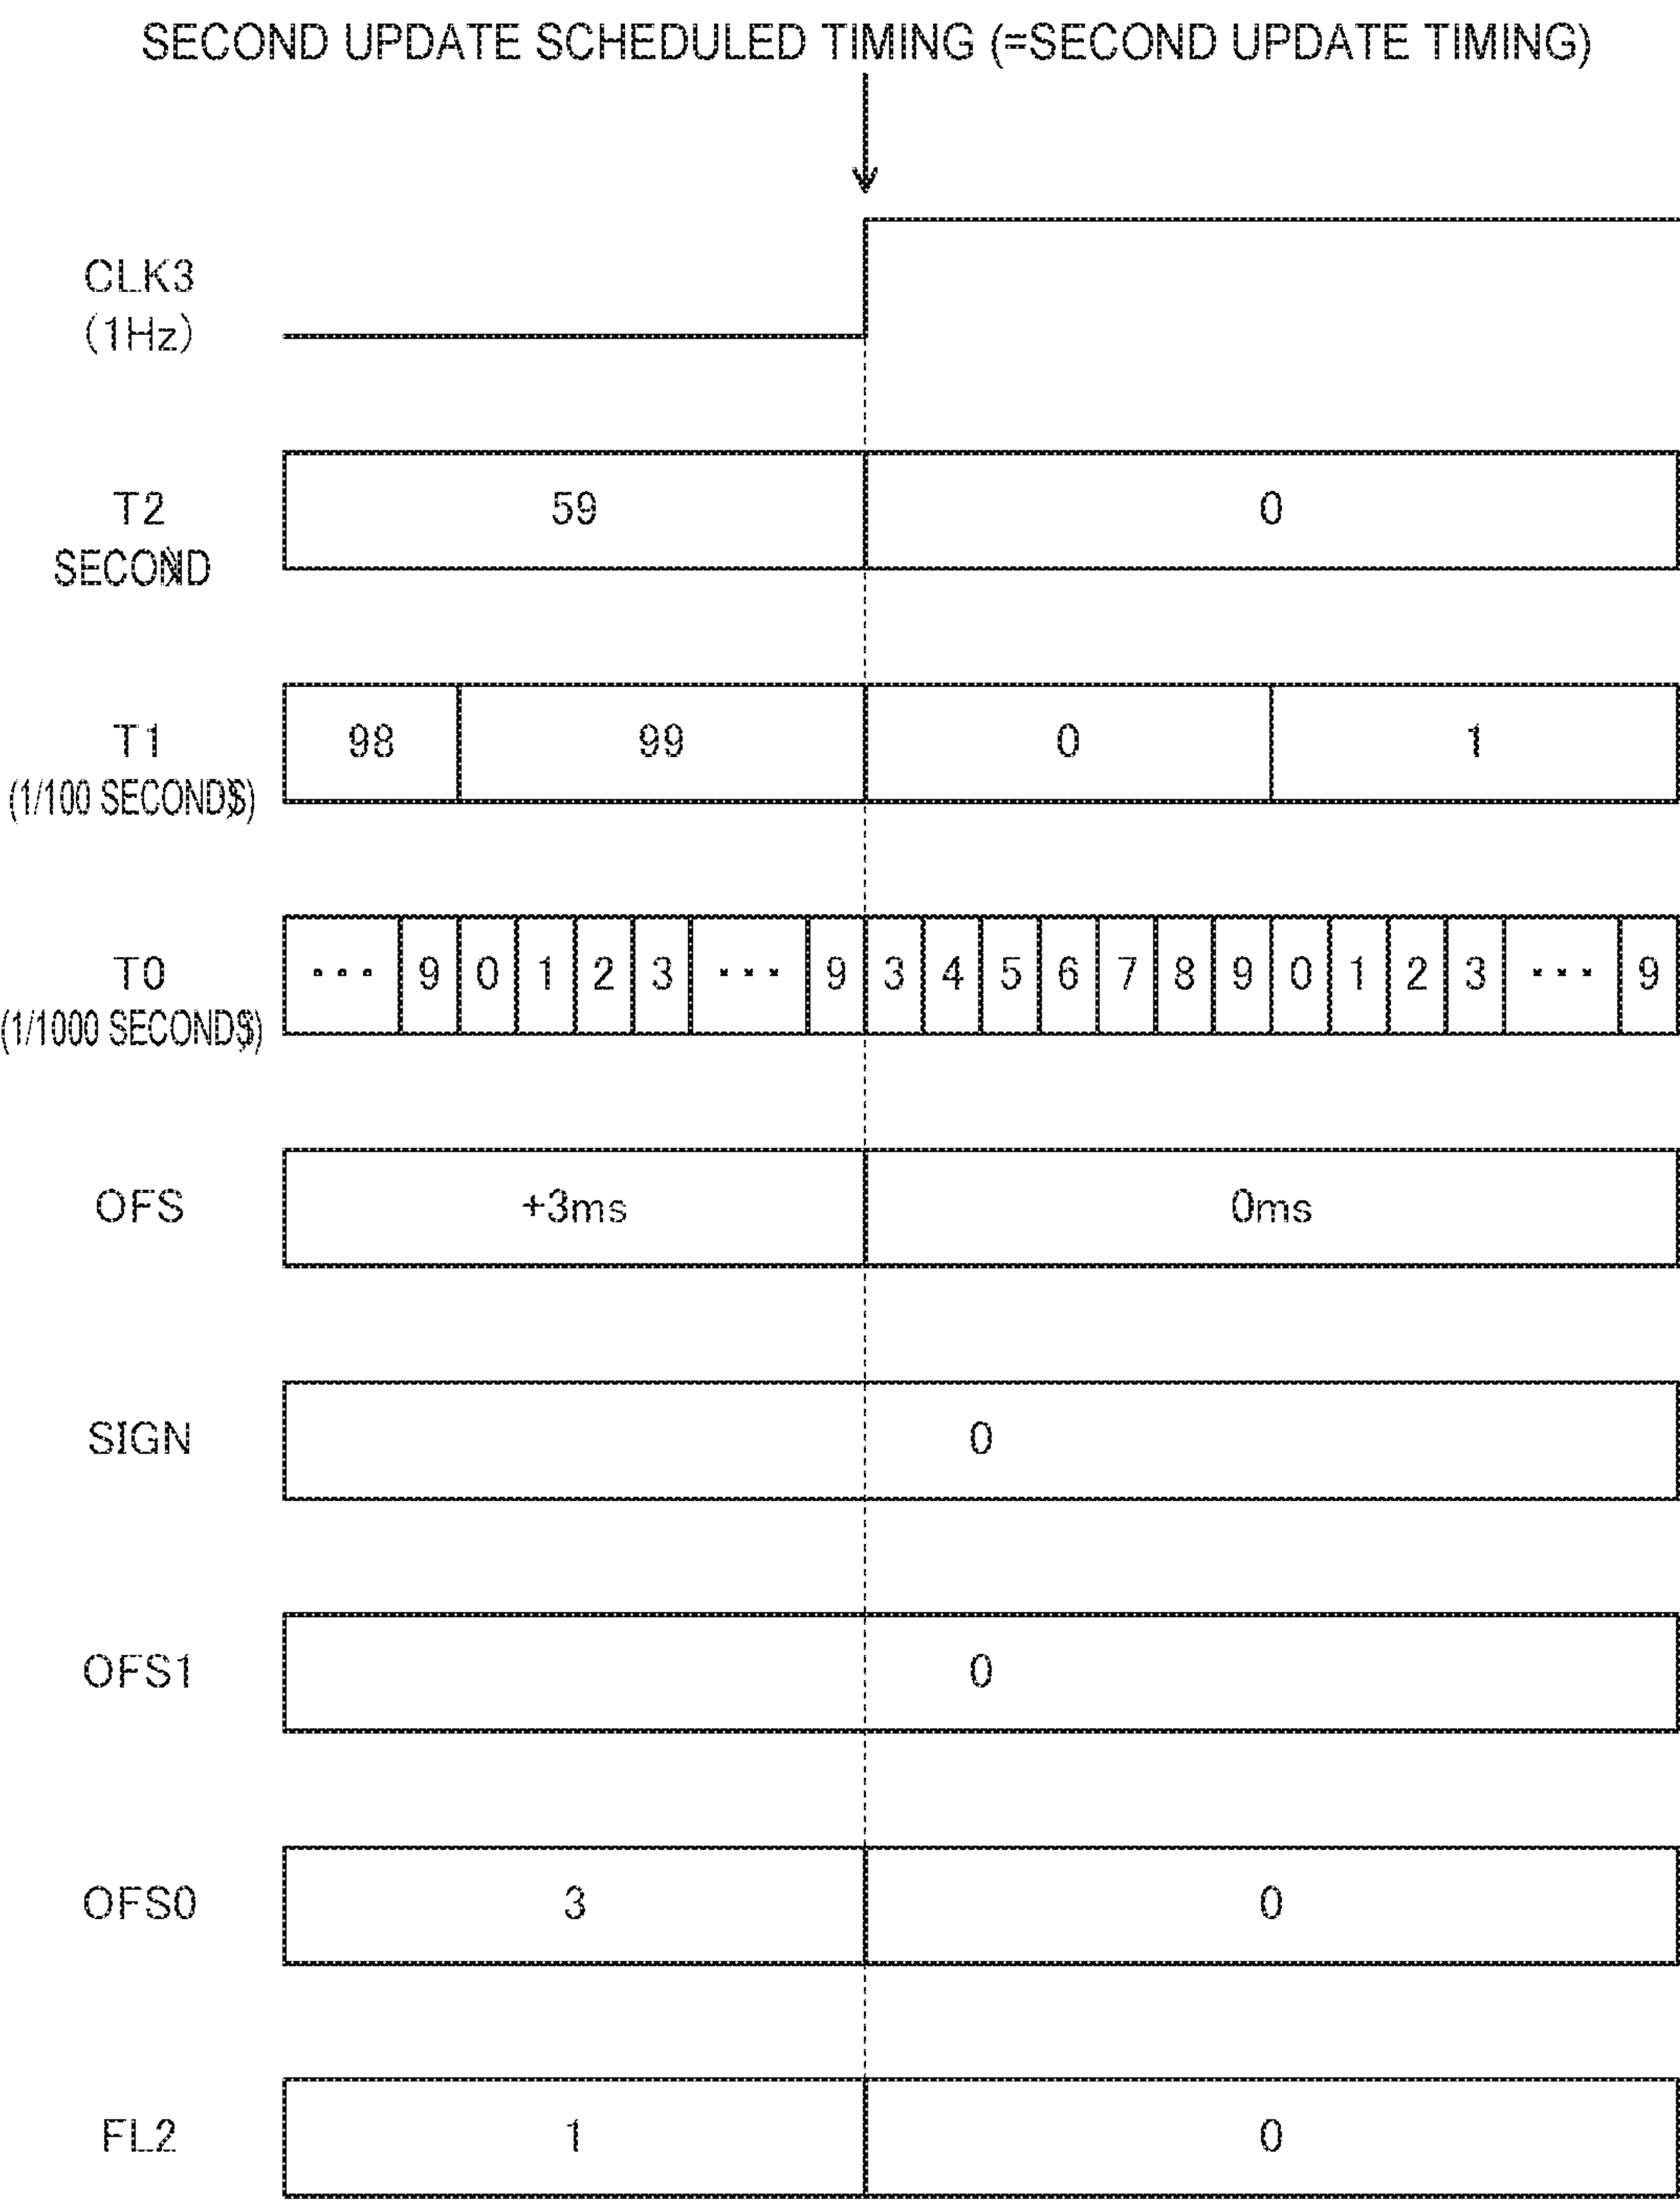 SECOND UPDATE SCHEDULED TIMING (=SECOND UPDATE TIMING)
CLK3
(1Hz)
T2
SECOND
59 0
T1
(1/100 SECONDS)
98 99 0 1
T0
(1/1000 SECONDS)
... 9 0 1 2 3 ... 9 3 4 5 6 7 8 9 0 1 2 3 ... 9
OFS +3ms 0ms
SIGN 0
OFS1 0
OFS0 3 0
FL2 1 0